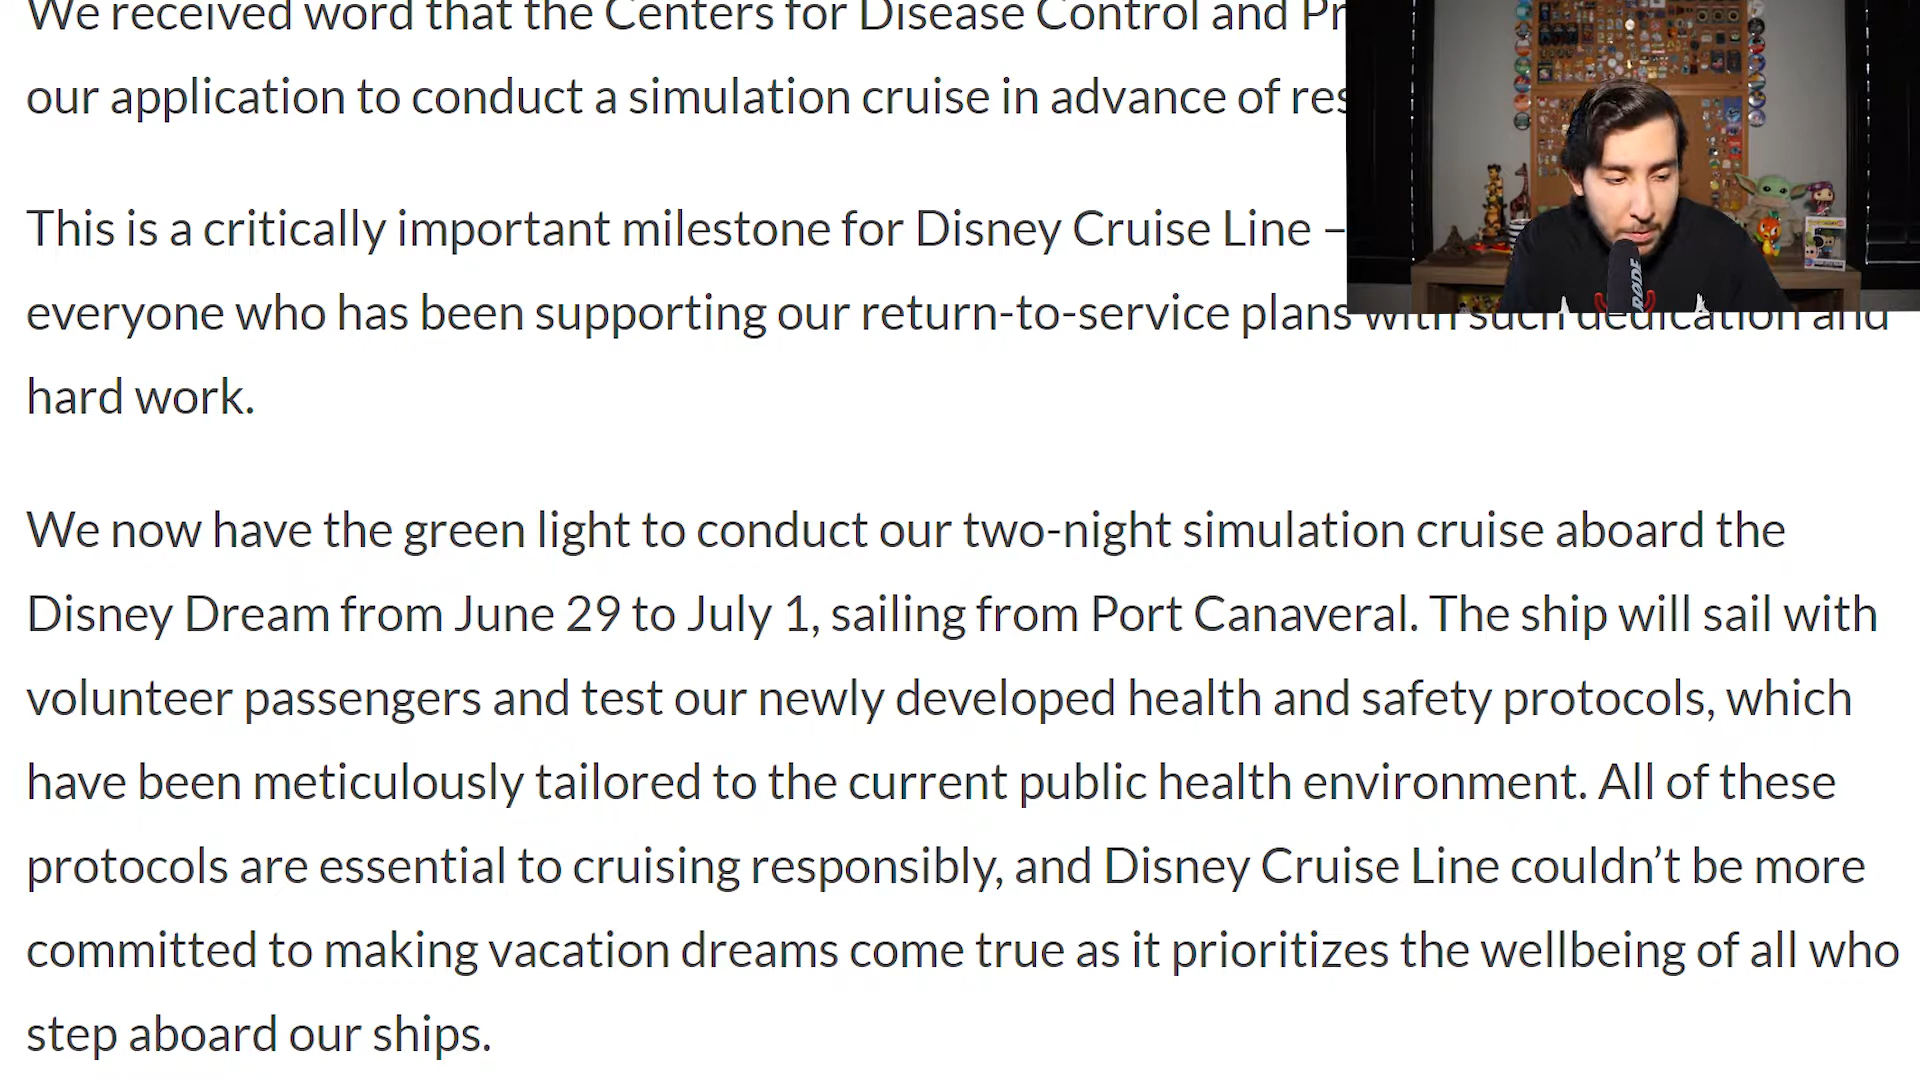 We received word that the Centers for Disease Control and
our application to conduct a simulation cruise in advance of
This is a critically important milestone for Disney Cruise Line –
everyone who has been supporting our return-to-service plans with such dedication and
hard work.
We now have the green light to conduct our two-night simulation cruise aboard the
Disney Dream from June 29 to July 1, sailing from Port Canaveral. The ship will sail with
volunteer passengers and test our newly developed health and safety protocols, which
have been meticulously tailored to the current public health environment. All of these
protocols are essential to cruising responsibly, and Disney Cruise Line couldn’t be more
committed to making vacation dreams come true as it prioritizes the wellbeing of all who
step aboard our ships.
RØDE